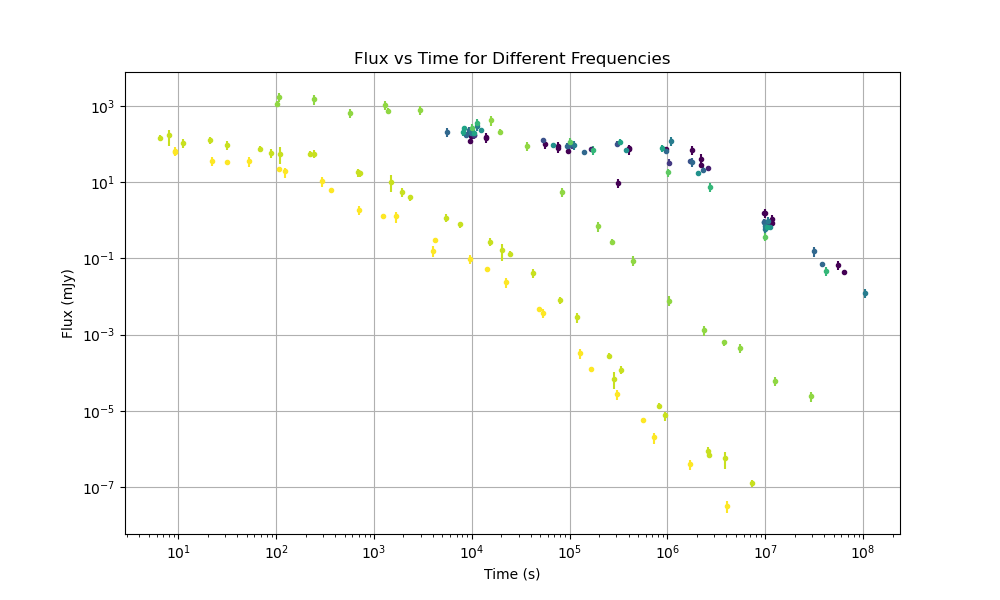 Flux vs Time for Different Frequencies
Flux (mJy)
10³
10¹
10⁻¹
10⁻³
10⁻⁵
10⁻⁷
10¹ 10² 10³ 10⁴ 10⁵ 10⁶ 10⁷ 10⁸
Time (s)